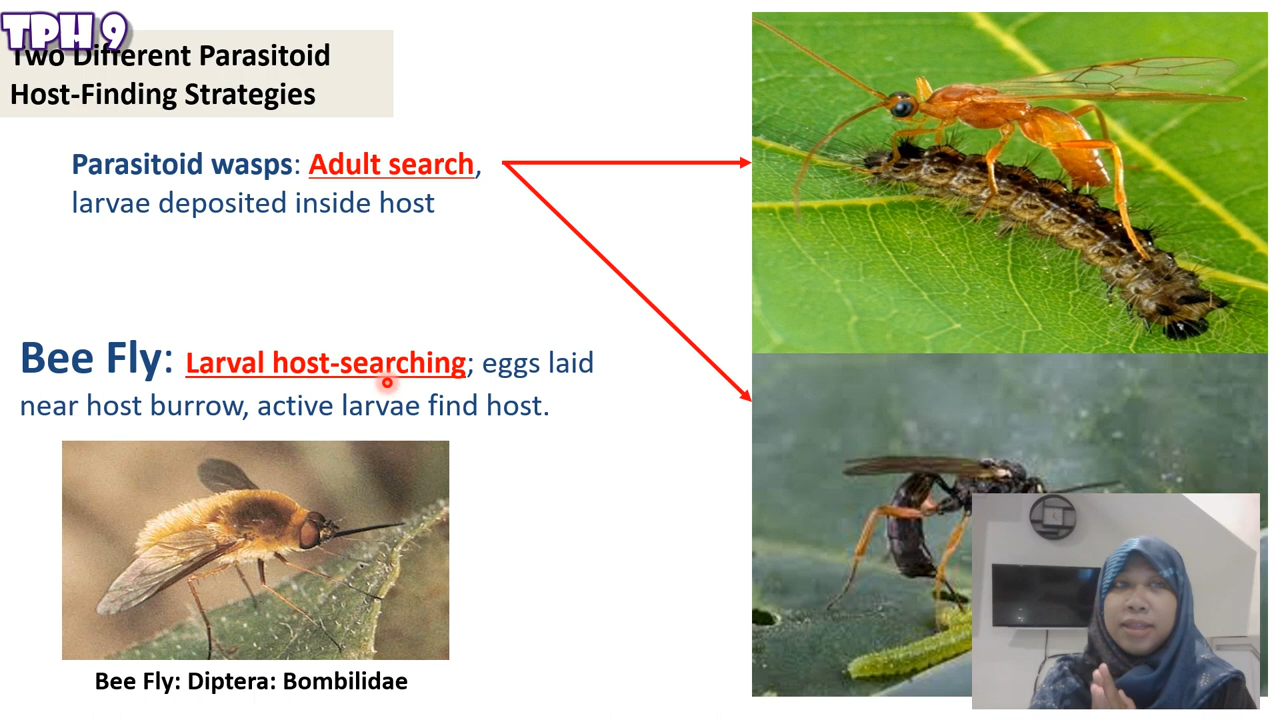 TPH 9
Two Different Parasitoid
Host-Finding Strategies
Parasitoid wasps: Adult search,
larvae deposited inside host
Bee Fly: Larval host-searching; eggs laid
near host burrow, active larvae find host.
Bee Fly: Diptera: Bombilidae